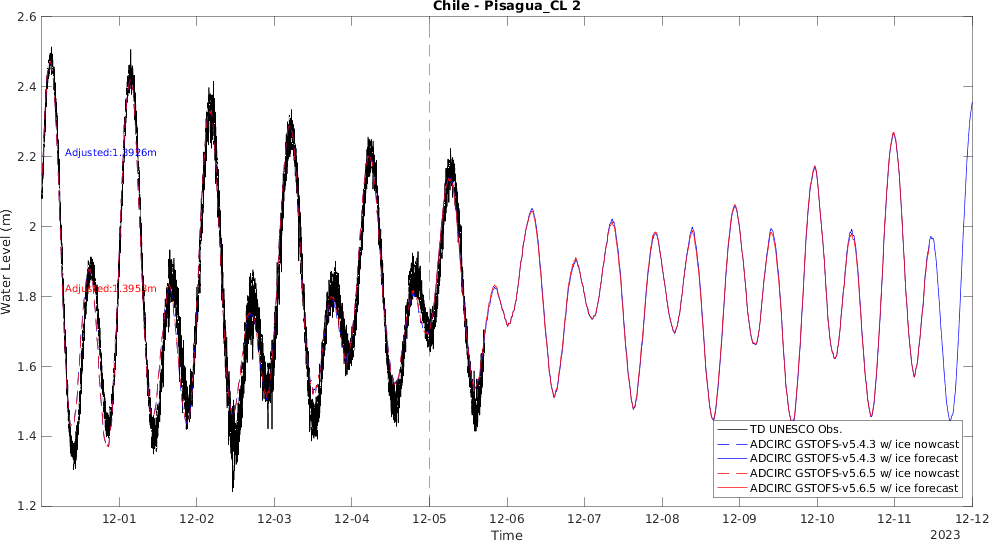 Chile - Pisagua_CL 2
2.6
2.4
2.2
2
1.8
1.6
1.4
1.2
Water Level (m)
Adjusted:1.3926m
Adjusted:1.3953m
TD UNESCO Obs.
ADCIRC GSTOFS-v5.4.3 w/ ice nowcast
ADCIRC GSTOFS-v5.4.3 w/ ice forecast
ADCIRC GSTOFS-v5.6.5 w/ ice nowcast
ADCIRC GSTOFS-v5.6.5 w/ ice forecast
12-01 12-02 12-03 12-04 12-05 12-06 12-07 12-08 12-09 12-10 12-11 12-12
Time
2023